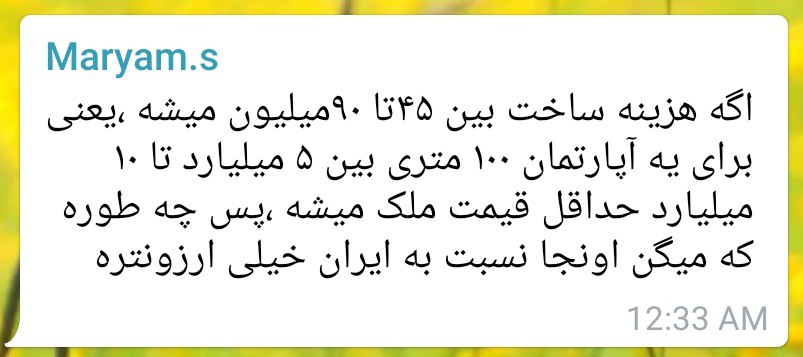 Maryam.s
اگه هزینه ساخت بین ۴۵تا ۹۰میلیون میشه ،یعنی
برای یه آپارتمان ۱۰۰ متری بین ۵ میلیارد تا ۱۰
میلیارد حداقل قیمت ملک میشه ،پس چه طوره
که میگن اونجا نسبت به ایران خیلی ارزونتره
12:33 AM